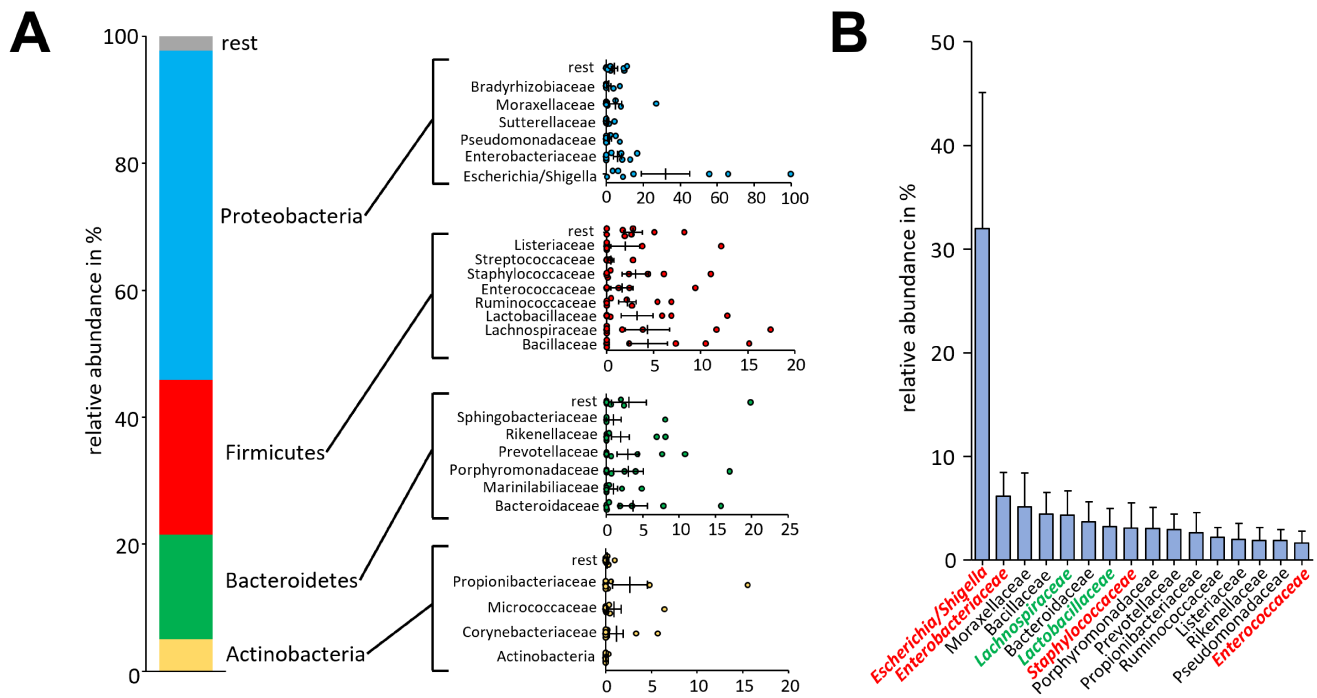 A
relative abundance in %
100
80
60
40
20
0
rest
Proteobacteria
Firmicutes
Bacteroidetes
Actinobacteria
rest
Bradyrhizobiaceae
Moraxellaceae
Sutterellaceae
Pseudomonadaceae
Enterobacteriaceae
Escherichia/Shigella
0 20 40 60 80 100
rest
Listeriaceae
Streptococcaceae
Staphylococcaceae
Enterococcaceae
Ruminococcaceae
Lactobacillaceae
Lachnospiraceae
Bacillaceae
0 5 10 15 20
rest
Sphingobacteriaceae
Rikenellaceae
Prevotellaceae
Porphyromonadaceae
Marinilabiliaceae
Bacteroidaceae
0 5 10 15 20 25
rest
Propionibacteriaceae
Micrococcaceae
Corynebacteriaceae
Actinobacteria
0 5 10 15 20
B
relative abundance in %
50
40
30
20
10
0
Escherichia/Shigella
Enterobacteriaceae
Moraxellaceae
Bacillaceae
Lachnospiraceae
Bacteroidaceae
Lactobacillaceae
Staphylococcaceae
Porphyromonadaceae
Prevotellaceae
Propionibacteriaceae
Ruminococcaceae
Listeriaceae
Rikenellaceae
Pseudomonadaceae
Enterococcaceae